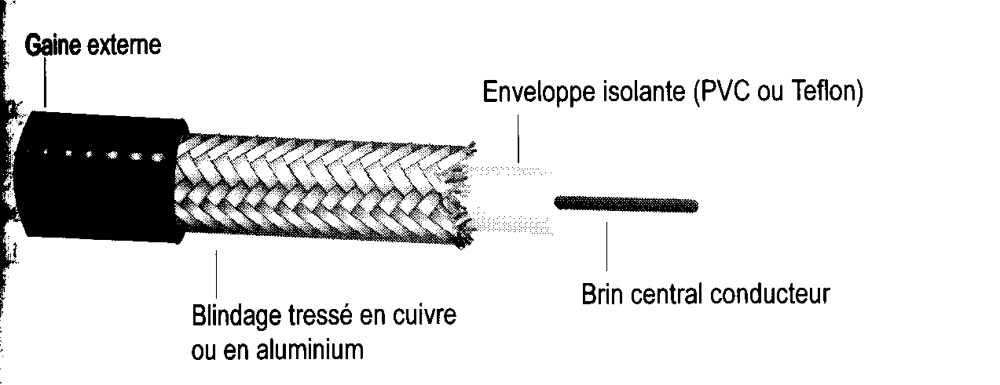 Gaine externe
Enveloppe isolante (PVC ou Teflon)
Brin central conducteur
Blindage tressé en cuivre
ou en aluminium